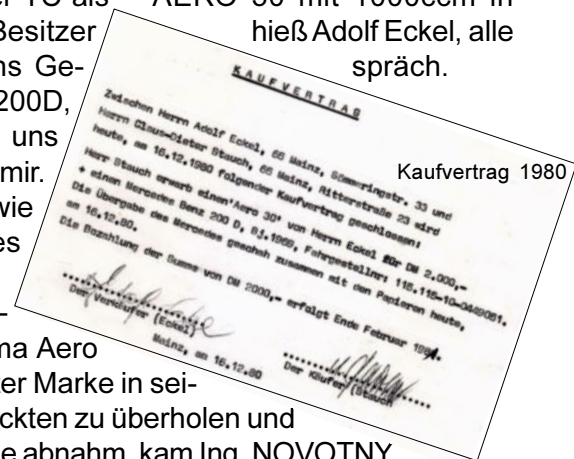 er TC als AERO 30 mit 1000ccm in
Besitzer hieß Adolf Eckel, alle
ns Ge- spräch.
200D,
uns
mir.
wie
es
-
ma Aero
ter Marke in sei-
ckten zu überholen und
e abnahm, kam Ing. NOVOTNY
Kaufvertrag 1980
KAUFVERTRAG
Zwischen Herrn Adolf Eckel, 65 Mainz, Sömmeringstr. 33 und
Herrn Claus-Dieter Stauch, 65 Mainz, Ritterstraße 23 wird
heute, am 16.12.1980 folgender Kaufvertrag geschlossen:
Herr Stauch erwarb einen "Aero 30" von Herrn Eckel für DM 2.000,-
+ einen Mercedes Benz 200 D, Bj.1968, Fahrgestellnr: 115.115-10-
Die Übergabe des Mercedes geschah zusammen mit den Papieren heute,
am 16.12.80.
Die Bezahlung der Summe von DM 2000,- erfolgt Ende Februar 1981.
Der Verkäufer (Eckel)
Mainz, am 16.12.80
Der Käufer (Stauch